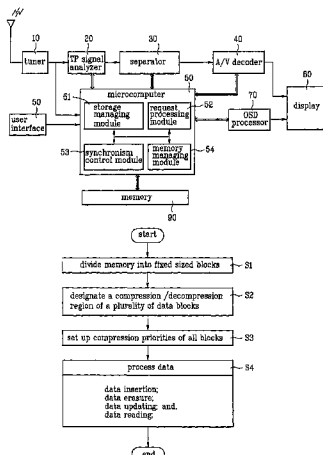 10
20
30
40
tuner
TP signal analyzer
separator
A/V decoder
50
60
microcomputer
51
storage managing module
request processing module
52
70
display
50
user interface
OSD processor
53
synchronism control module
memory managing module
54
memory
90
start
divide memory into fixed sized blocks
S1
designate a compression /decompression
region of a plurality of data blocks
S2
set up compression priorities of all blocks
S3
process data
S4
data insertion;
data erasure;
data updating; and,
data reading;
end